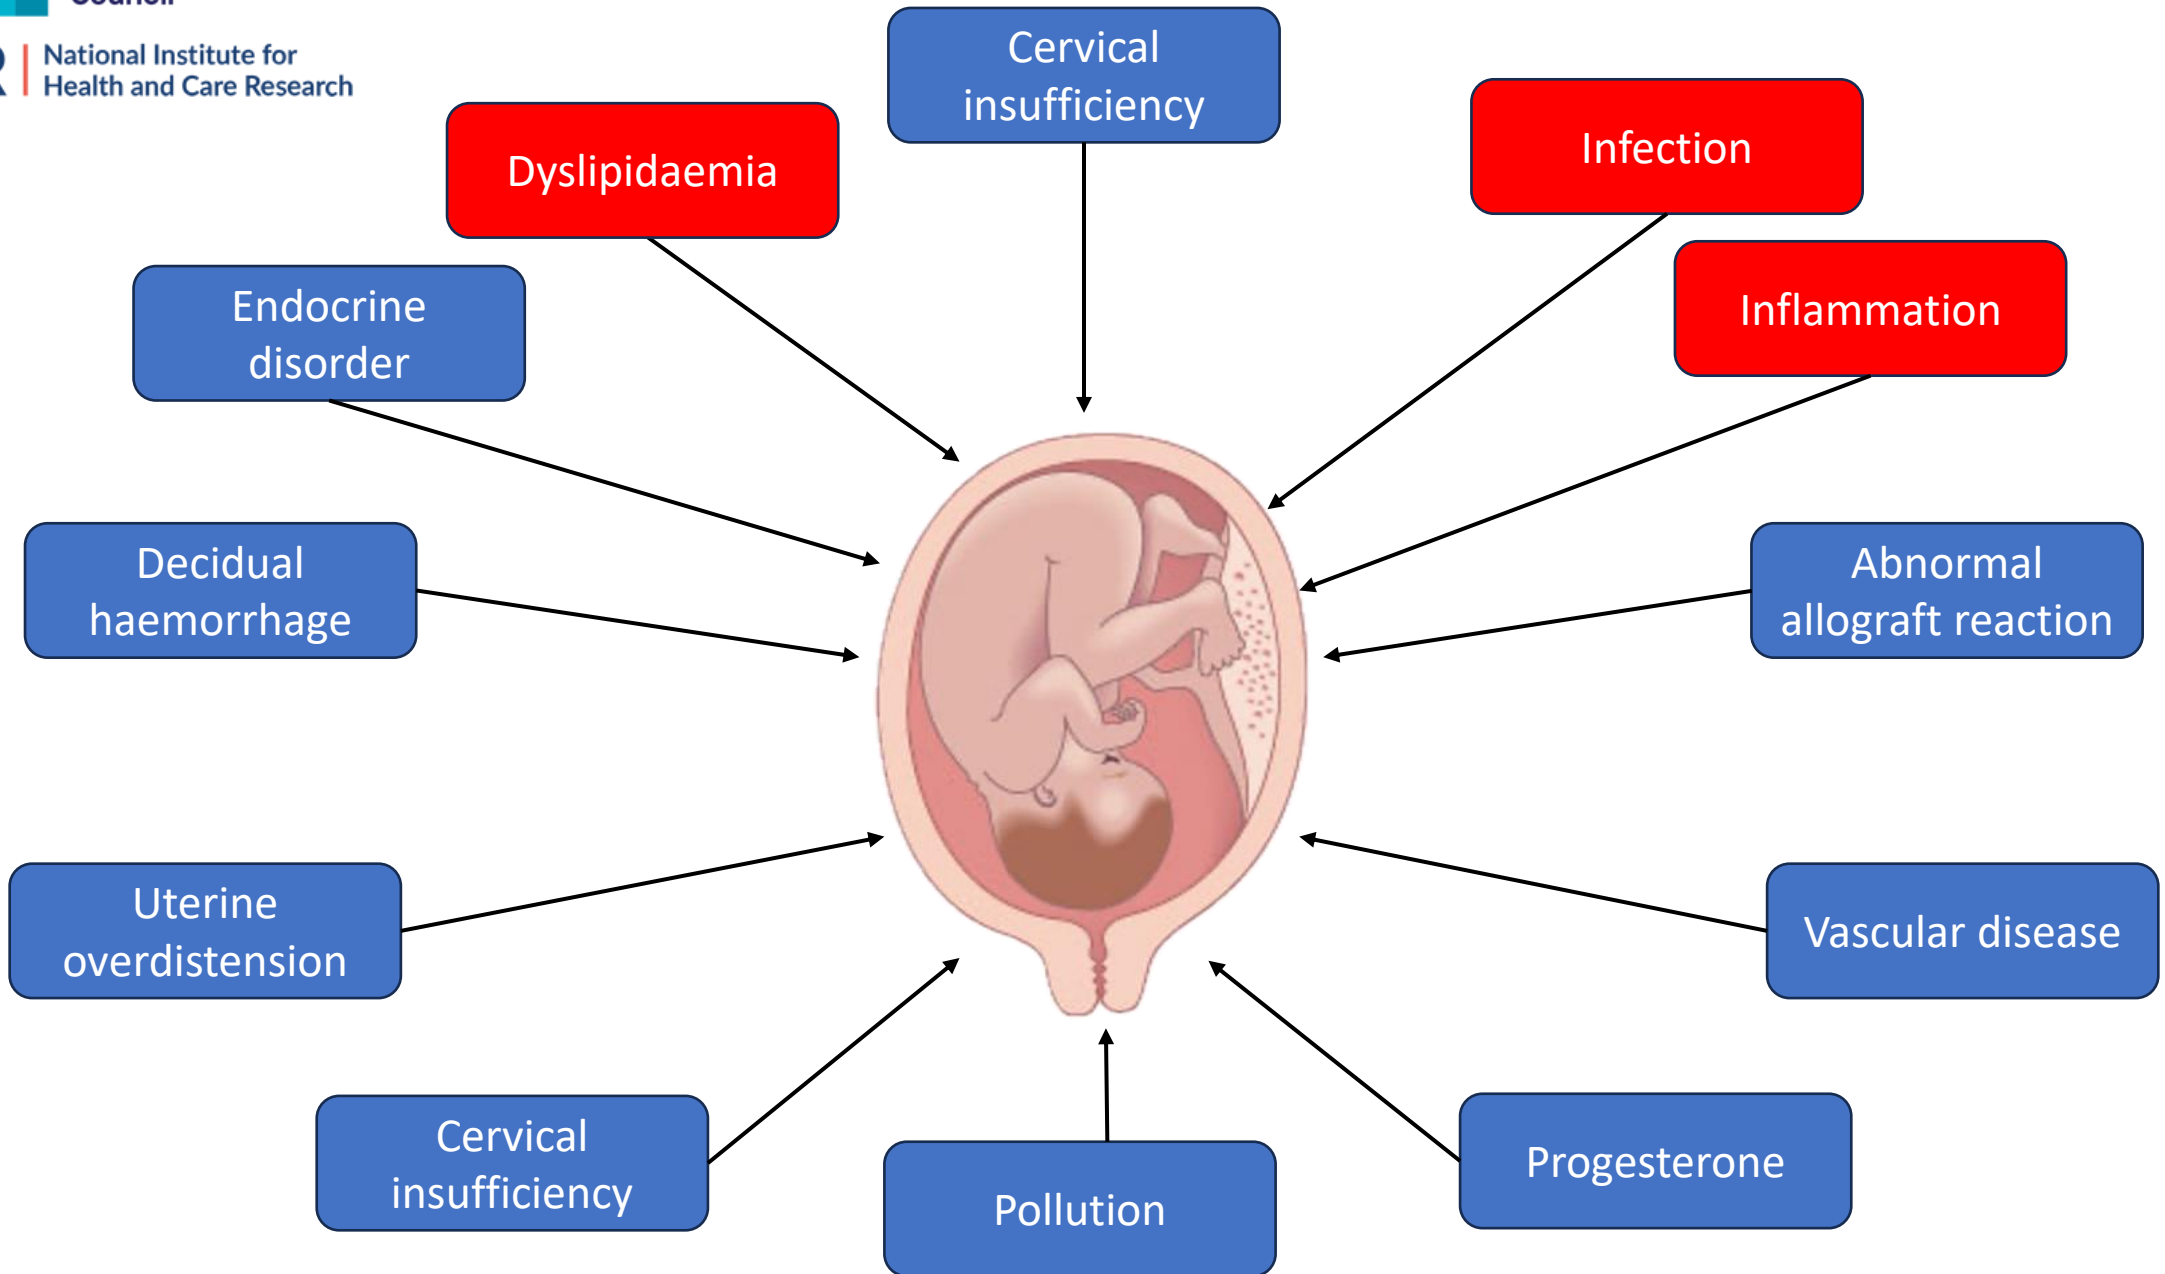 National Institute for
Health and Care Research
Cervical
insufficiency
Infection
Dyslipidaemia
Inflammation
Endocrine
disorder
Decidual
haemorrhage
Abnormal
allograft reaction
Uterine
overdistension
Vascular disease
Cervical
insufficiency
Pollution
Progesterone